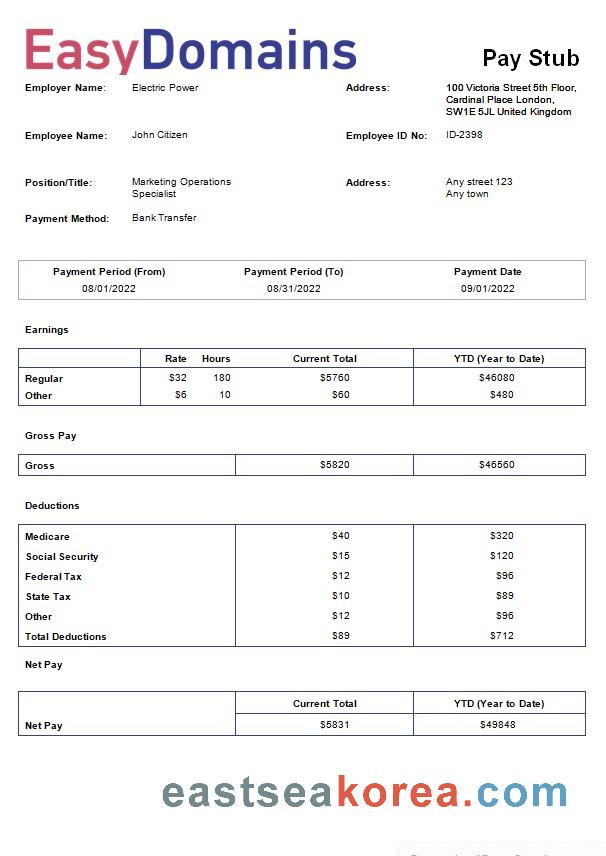 EasyDomains
Pay Stub
Employer Name: Electric Power Address: 100 Victoria Street 5th Floor,
Cardinal Place London,
SW1E 5JL United Kingdom
Employee Name: John Citizen Employee ID No: ID-2398
Position/Title: Marketing Operations Address: Any street 123
Specialist Any town
Payment Method: Bank Transfer
Payment Period (From) Payment Period (To) Payment Date
08/01/2022 08/31/2022 09/01/2022
Earnings
Rate Hours Current Total YTD (Year to Date)
Regular $32 180 $5760 $46080
Other $6 10 $60 $480
Gross Pay
Gross $5820 $46560
Deductions
Medicare $40 $320
Social Security $15 $120
Federal Tax $12 $96
State Tax $10 $89
Other $12 $96
Total Deductions $89 $712
Net Pay
Current Total YTD (Year to Date)
Net Pay $5831 $49848
eastseakorea.com